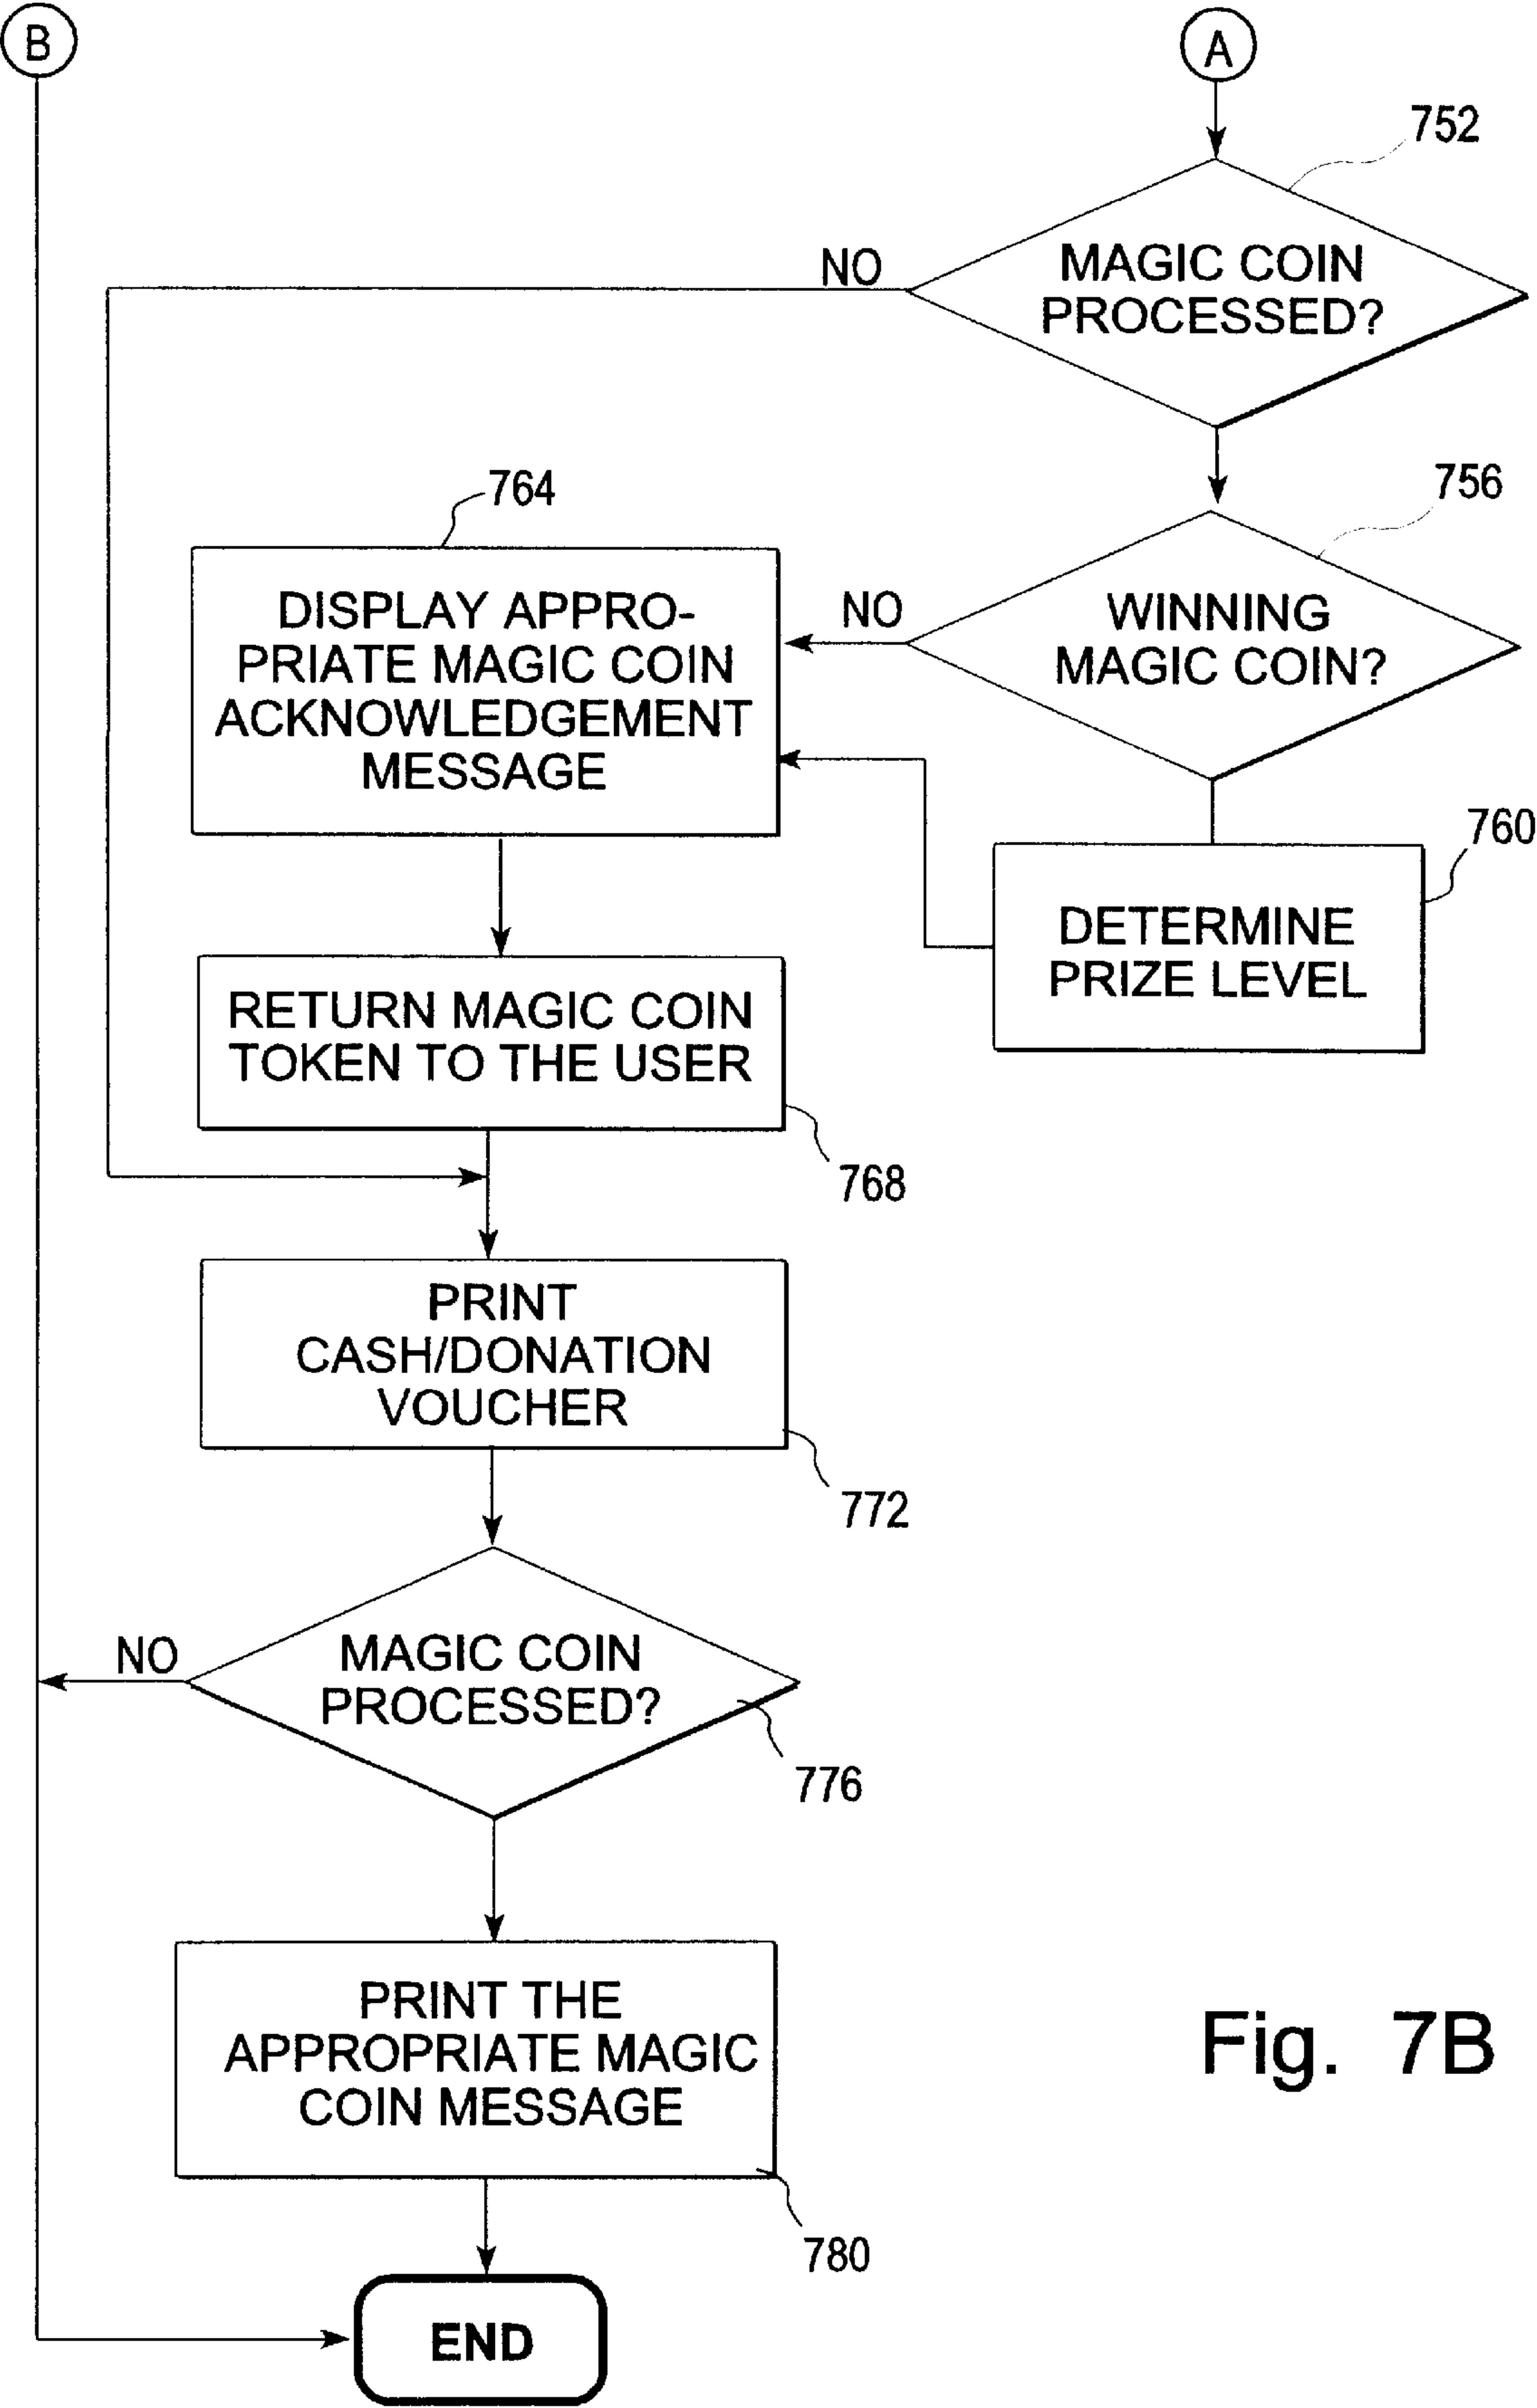 B
A
752
NO
MAGIC COIN
PROCESSED?
764
756
DISPLAY APPRO-
PRIATE MAGIC COIN
ACKNOWLEDGEMENT
MESSAGE
NO
WINNING
MAGIC COIN?
760
DETERMINE
PRIZE LEVEL
RETURN MAGIC COIN
TOKEN TO THE USER
768
PRINT
CASH/DONATION
VOUCHER
772
NO
MAGIC COIN
PROCESSED?
776
PRINT THE
APPROPRIATE MAGIC
COIN MESSAGE
780
END
Fig. 7B